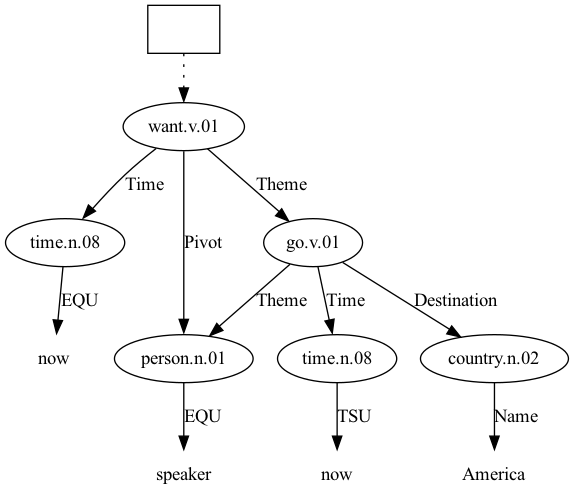 want.v.01
Time
Theme
time.n.08
Pivot
go.v.01
EQU
Theme
Time
Destination
now
person.n.01
time.n.08
country.n.02
EQU
TSU
Name
speaker
now
America